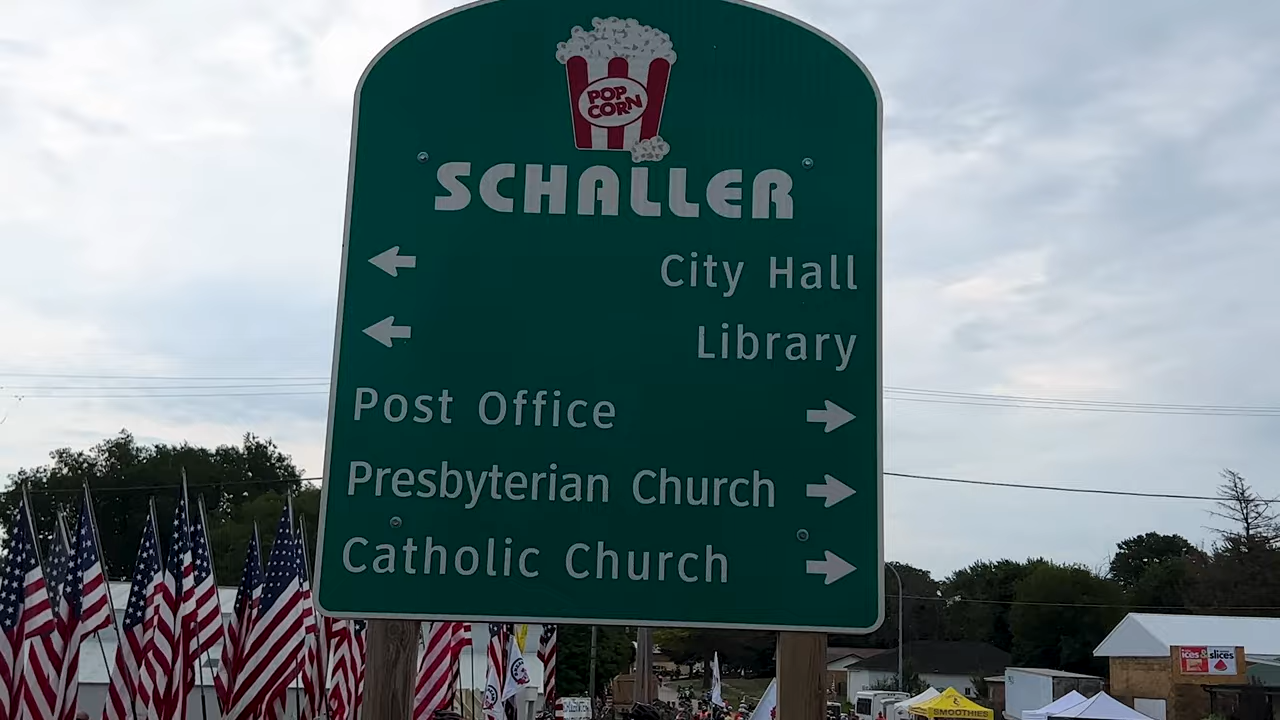 POP
CORN
SCHALLER
City Hall
Library
Post Office
Presbyterian Church
Catholic Church
ices & slices
SMOOTHIES